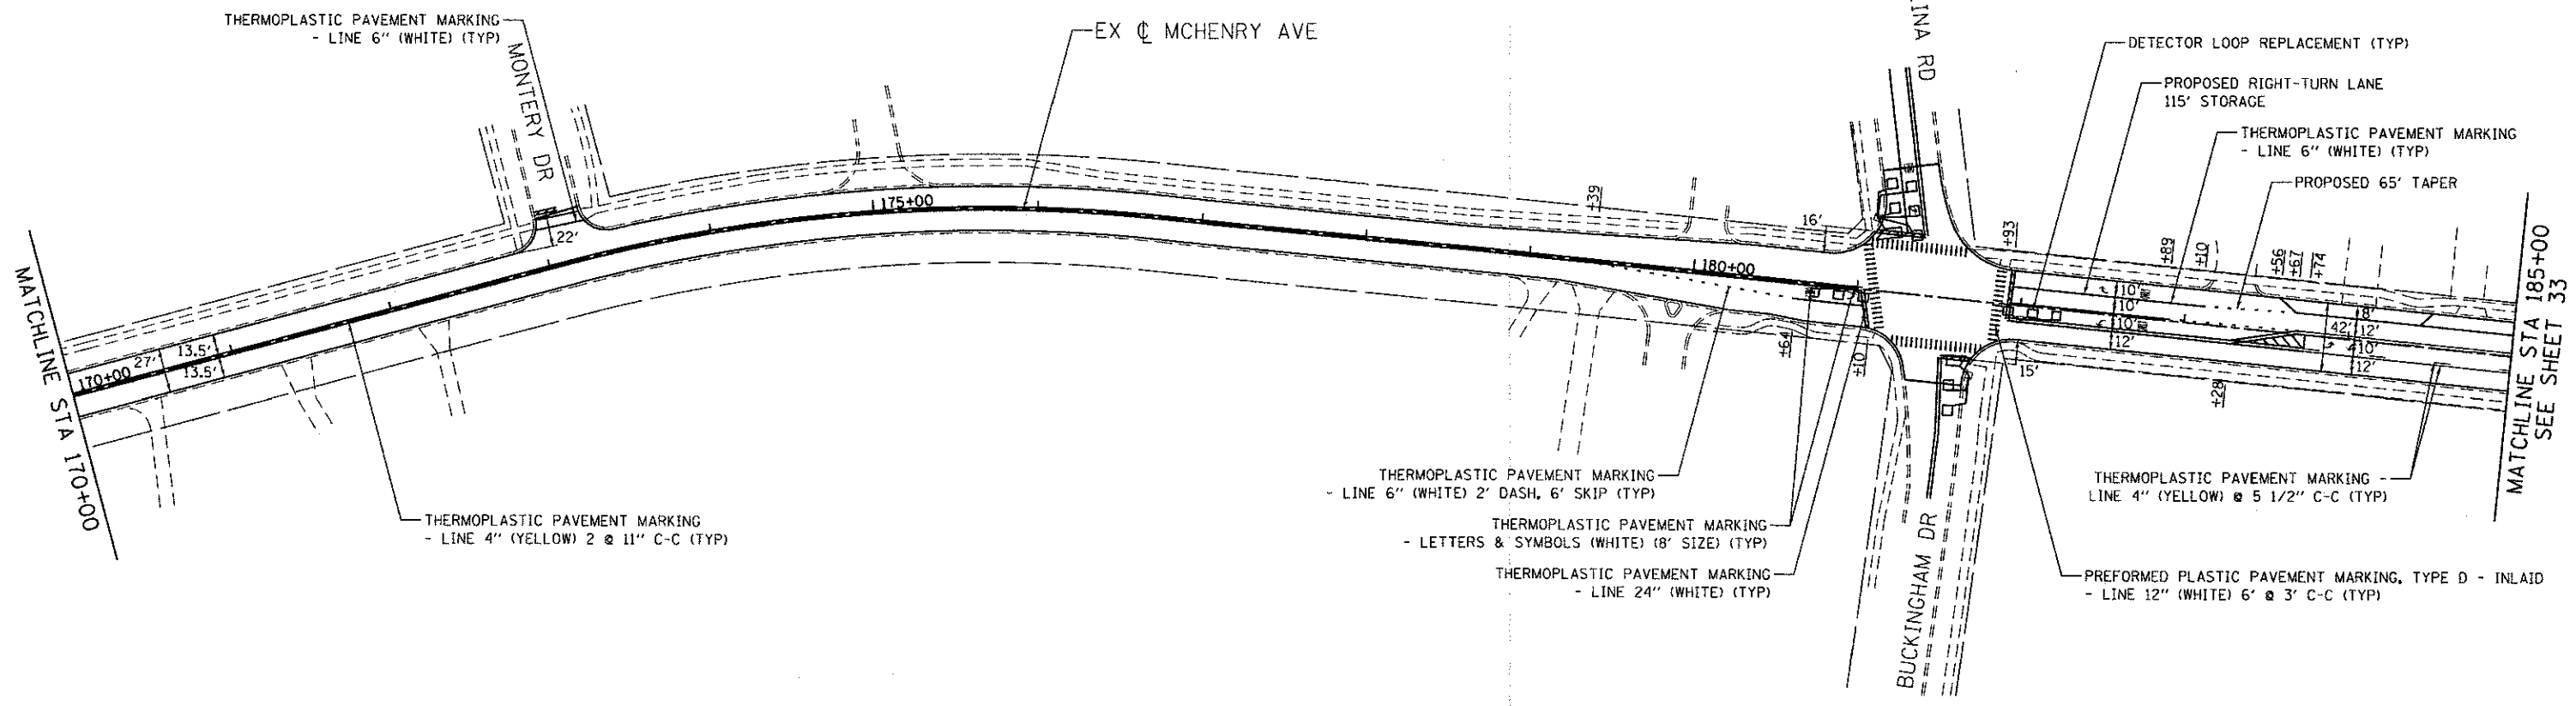 THERMOPLASTIC PAVEMENT MARKING
- LINE 6" (WHITE) (TYP)
MONTERY DR
EX ℄ MCHENRY AVE
INA RD
DETECTOR LOOP REPLACEMENT (TYP)
PROPOSED RIGHT-TURN LANE
115' STORAGE
THERMOPLASTIC PAVEMENT MARKING
- LINE 6" (WHITE) (TYP)
PROPOSED 65' TAPER
22'
175+00
+39
16'
180+00
+93
+89
+10
+56
+67
+74
10'
10'
10'
12'
8'
12'
42'
10'
12'
15'
+64
+10
+28
MATCHLINE STA 170+00
170+00
27'
13.5'
13.5'
MATCHLINE STA 185+00
SEE SHEET 33
THERMOPLASTIC PAVEMENT MARKING
- LINE 4" (YELLOW) 2 @ 11" C-C (TYP)
THERMOPLASTIC PAVEMENT MARKING
- LINE 6" (WHITE) 2' DASH, 6' SKIP (TYP)
THERMOPLASTIC PAVEMENT MARKING
- LETTERS & SYMBOLS (WHITE) (8' SIZE) (TYP)
THERMOPLASTIC PAVEMENT MARKING
- LINE 24" (WHITE) (TYP)
BUCKINGHAM DR
THERMOPLASTIC PAVEMENT MARKING -
LINE 4" (YELLOW) @ 5 1/2" C-C (TYP)
PREFORMED PLASTIC PAVEMENT MARKING, TYPE D - INLAID
- LINE 12" (WHITE) 6' @ 3' C-C (TYP)